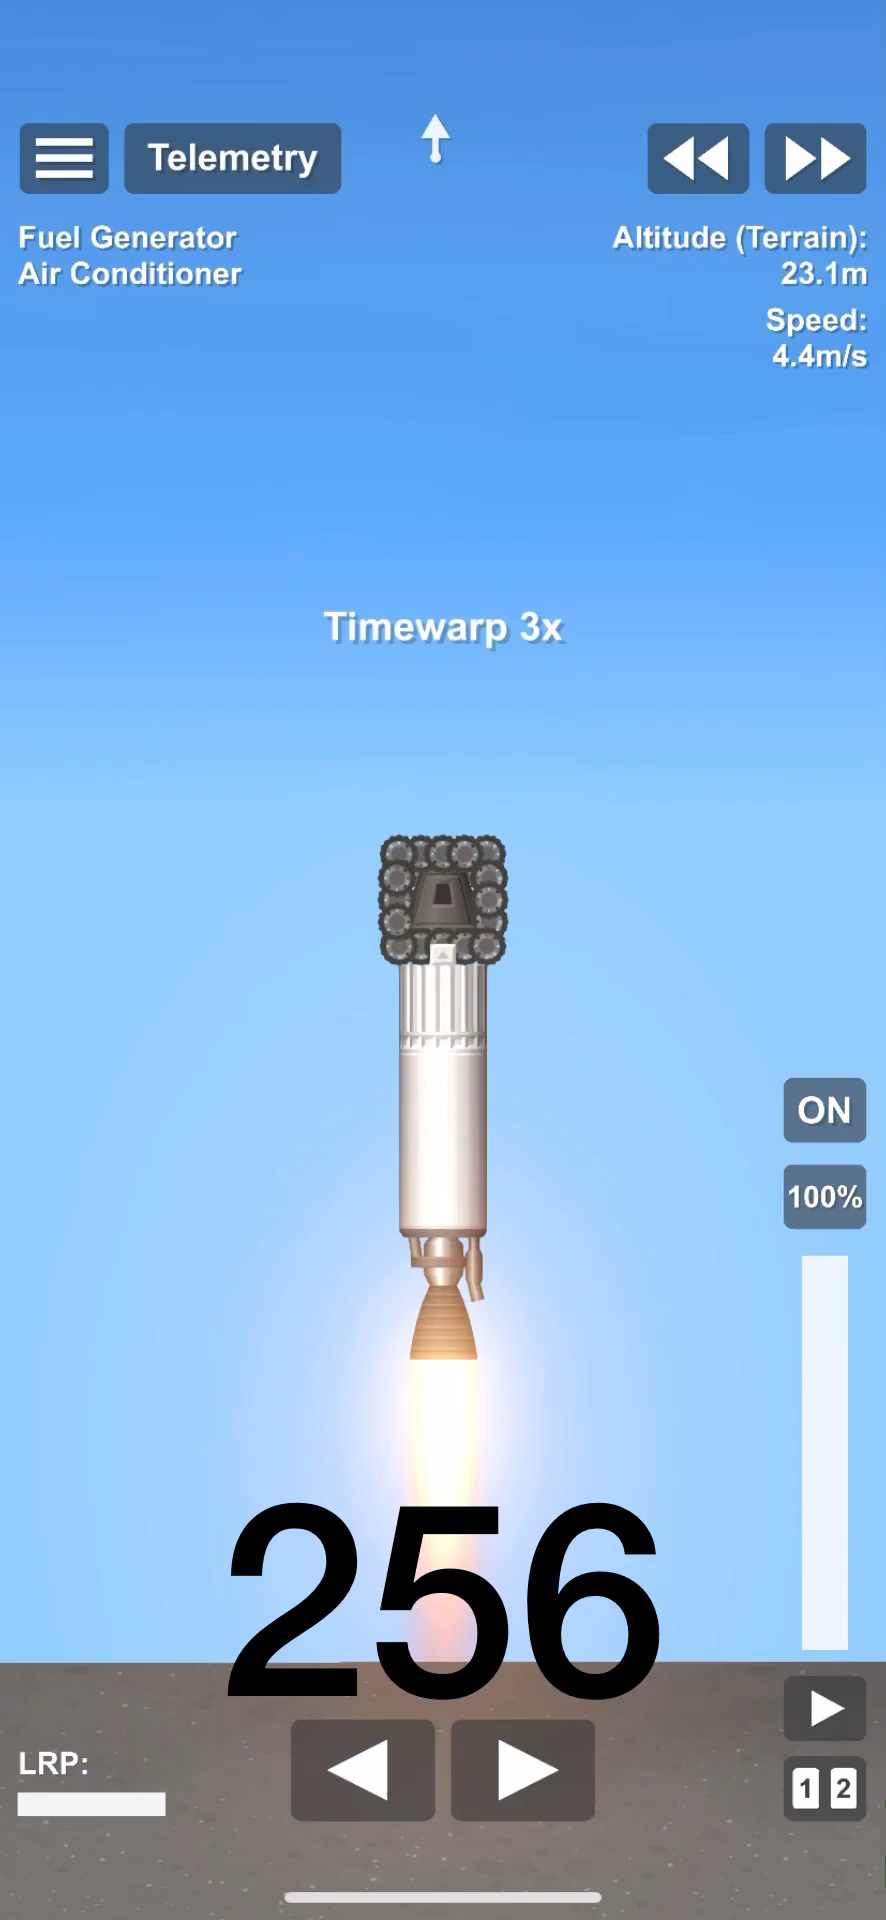 Telemetry
Fuel Generator
Air Conditioner
Altitude (Terrain):
23.1m
Speed:
4.4m/s
Timewarp 3x
ON
100%
256
LRP:
1 2